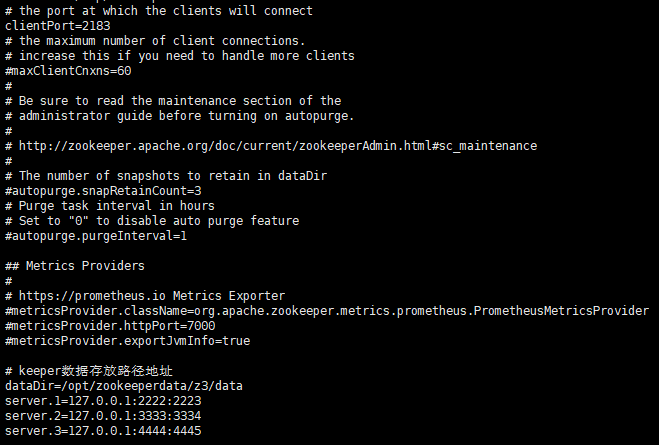 # the port at which the clients will connect
clientPort=2183
# the maximum number of client connections.
# increase this if you need to handle more clients
#maxClientCnxns=60
#
# Be sure to read the maintenance section of the
# administrator guide before turning on autopurge.
#
# http://zookeeper.apache.org/doc/current/zookeeperAdmin.html#sc_maintenance
#
# The number of snapshots to retain in dataDir
#autopurge.snapRetainCount=3
# Purge task interval in hours
# Set to "0" to disable auto purge feature
#autopurge.purgeInterval=1
## Metrics Providers
#
# https://prometheus.io Metrics Exporter
#metricsProvider.className=org.apache.zookeeper.metrics.prometheus.PrometheusMetricsProvider
#metricsProvider.httpPort=7000
#metricsProvider.exportJvmInfo=true
# keeper数据存放路径地址
dataDir=/opt/zookeeperdata/z3/data
server.1=127.0.0.1:2222:2223
server.2=127.0.0.1:3333:3334
server.3=127.0.0.1:4444:4445